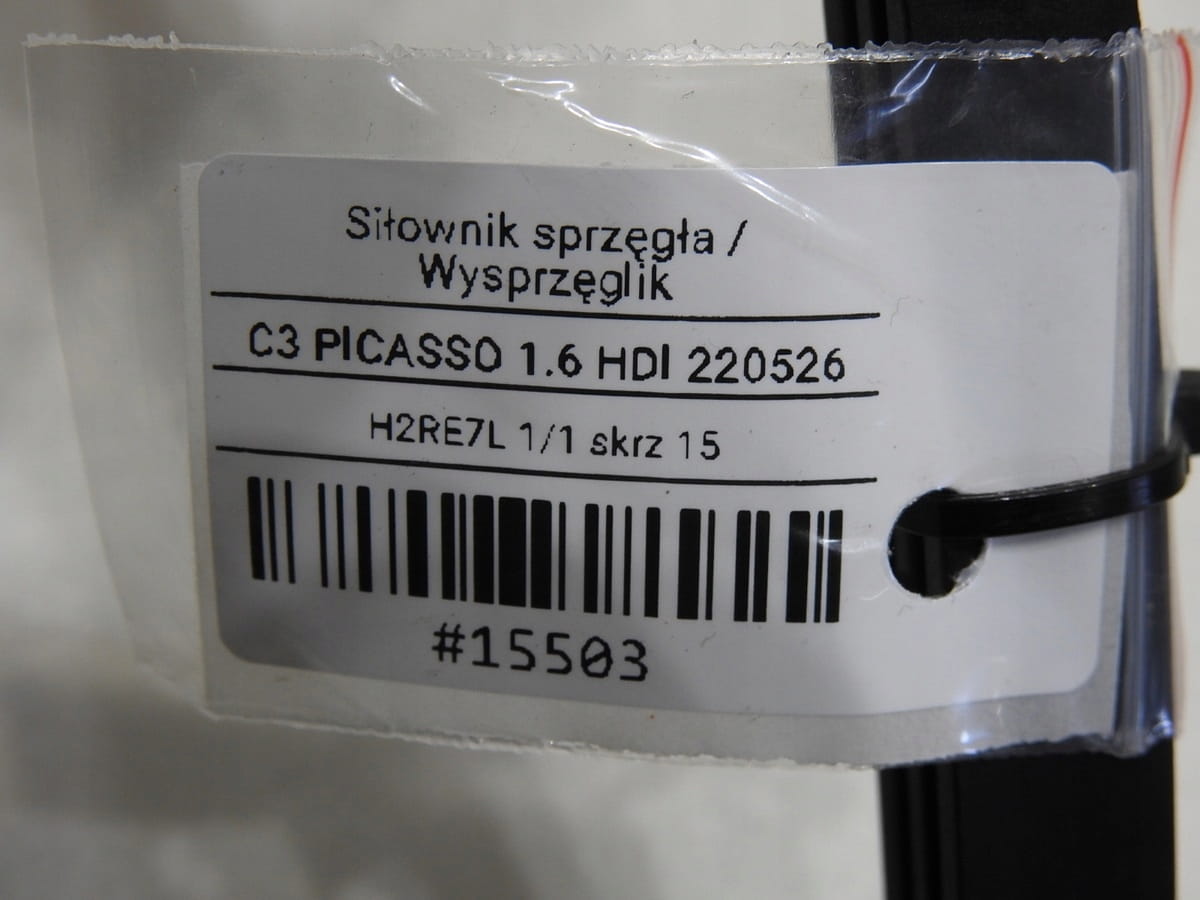 Siłownik sprzęgła /
Wysprzęglik
C3 PICASSO 1.6 HDI 220526
H2RE7L 1/1 skrz 15
#15503